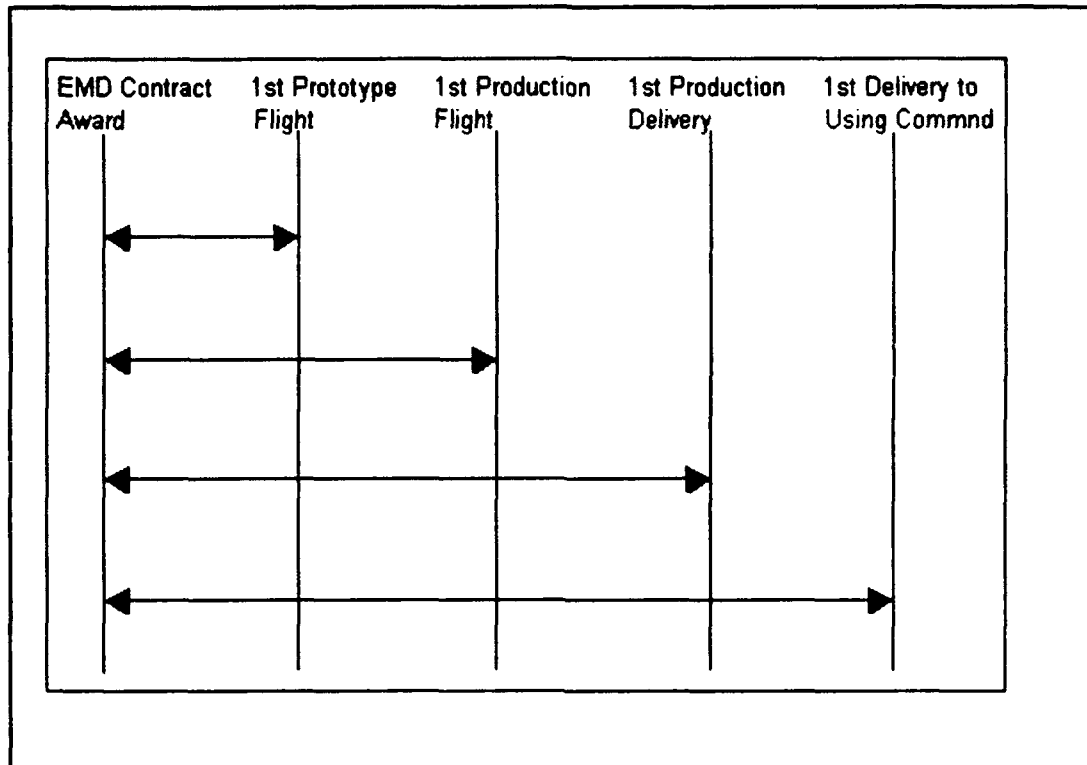 EMD Contract
Award
1st Prototype
Flight
1st Production
Flight
1st Production
Delivery
1st Delivery to
Using Commnd